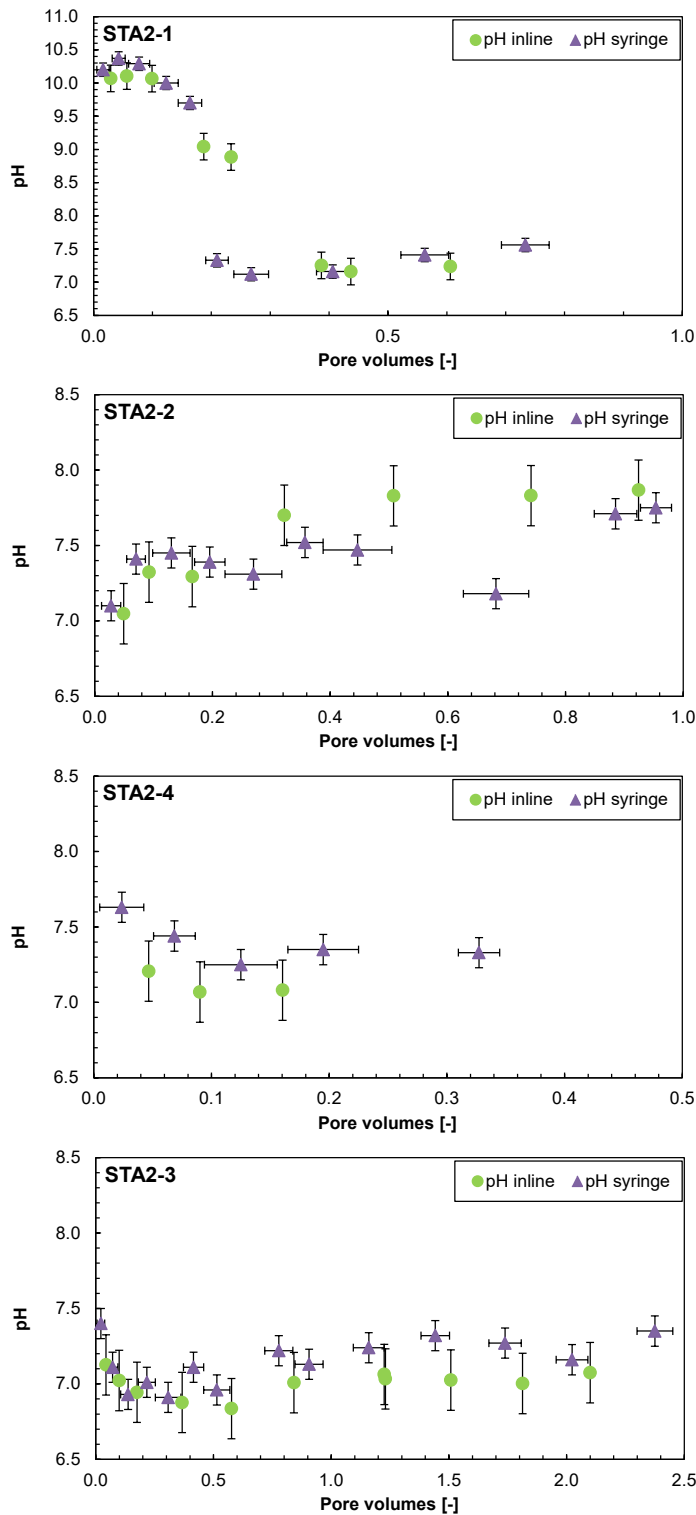 STA2-1
pH inline pH syringe
11.0
10.5
10.0
9.5
9.0
8.5
8.0
7.5
7.0
6.5
pH
0.0 0.5 1.0
Pore volumes [-]
STA2-2
pH inline pH syringe
8.5
8.0
7.5
7.0
6.5
pH
0.0 0.2 0.4 0.6 0.8 1.0
Pore volumes [-]
STA2-4
pH inline pH syringe
8.5
8.0
7.5
7.0
6.5
pH
0.0 0.1 0.2 0.3 0.4 0.5
Pore volumes [-]
STA2-3
pH inline pH syringe
8.5
8.0
7.5
7.0
6.5
pH
0.0 0.5 1.0 1.5 2.0 2.5
Pore volumes [-]